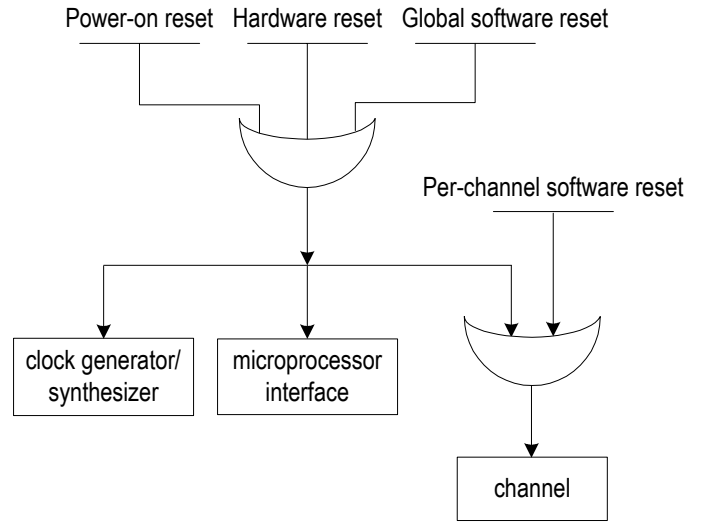 Power-on reset Hardware reset Global software reset
Per-channel software reset
clock generator/
synthesizer
microprocessor
interface
channel